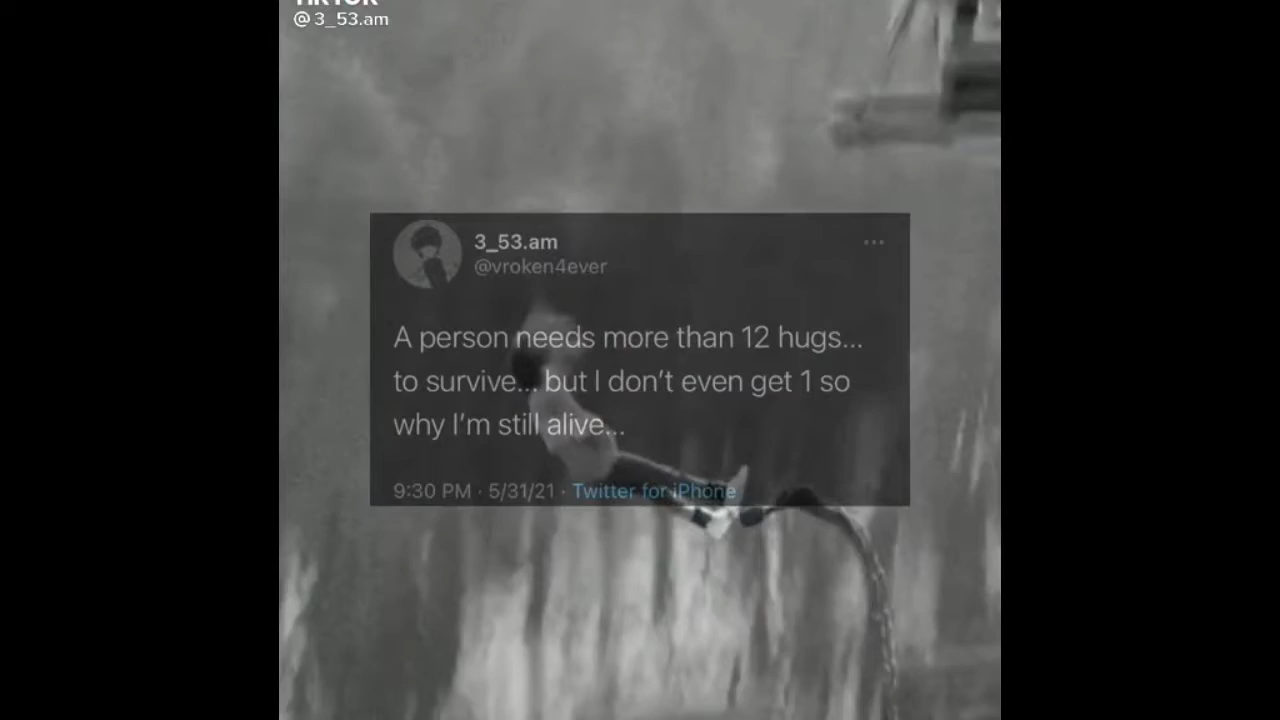 TIKTOK
@ 3_53.am
3_53.am
@vroken4ever
A person needs more than 12 hugs...
to survive... but I don’t even get 1 so
why I’m still alive...
9:30 PM · 5/31/21 · Twitter for iPhone